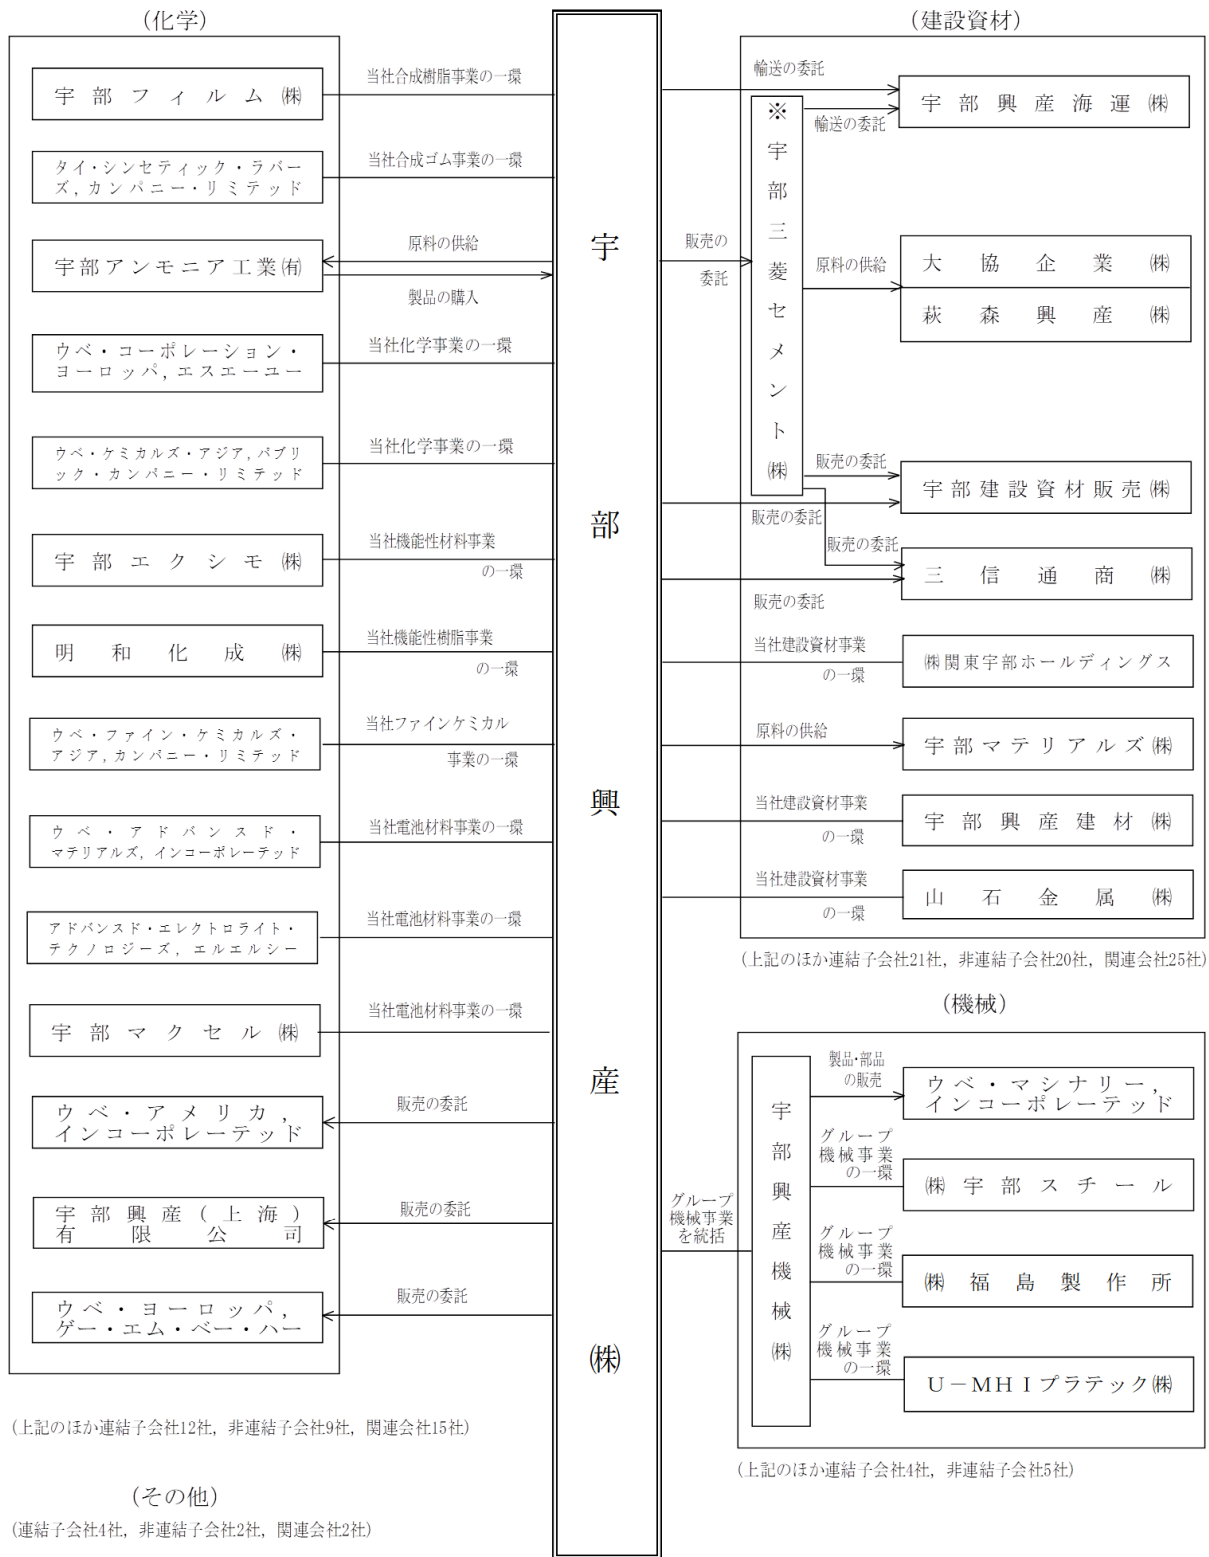 (化学)
宇部フィルム㈱
当社合成樹脂事業の一環
タイ・シンセティック・ラバー
ズ,カンパニー・リミテッド
当社合成ゴム事業の一環
宇部アンモニア工業㈲
原料の供給
製品の購入
ウベ・コーポレーション・
ヨーロッパ,エスエーユー
当社化学事業の一環
ウベ・ケミカルズ・アジア,パブリ
ック・カンパニー・リミテッド
当社化学事業の一環
宇部エクシモ㈱
当社機能性材料事業
の一環
明和化成㈱
当社機能性樹脂事業
の一環
ウベ・ファイン・ケミカルズ・
アジア,カンパニー・リミテッド
当社ファインケミカル
事業の一環
ウベ・アドバンスド・
マテリアルズ,インコーポレーテッド
当社電池材料事業の一環
アドバンスド・エレクトロライト・
テクノロジーズ,エルエルシー
当社電池材料事業の一環
宇部マクセル㈱
当社電池材料事業の一環
ウベ・アメリカ,
インコーポレーテッド
販売の委託
宇部興産(上海)
有限公司
販売の委託
ウベ・ヨーロッパ,
ゲー・エム・ベー・ハー
販売の委託
(上記のほか連結子会社12社,非連結子会社9社,関連会社15社)
(その他)
(連結子会社4社,非連結子会社2社,関連会社2社)
宇部興産㈱
(建設資材)
輸送の委託
宇部興産海運㈱
輸送の委託
※宇部三菱セメント㈱
販売の
委託
原料の供給
大協企業㈱
萩森興産㈱
販売の委託
宇部建設資材販売㈱
販売の委託
販売の委託
三信通商㈱
販売の委託
当社建設資材事業
の一環
㈱関東宇部ホールディングス
原料の供給
宇部マテリアルズ㈱
当社建設資材事業
の一環
宇部興産建材㈱
当社建設資材事業
の一環
山石金属㈱
(上記のほか連結子会社21社,非連結子会社20社,関連会社25社)
(機械)
グループ
機械事業
を統括
宇部興産機械㈱
製品・部品
の販売
ウベ・マシナリー,
インコーポレーテッド
グループ
機械事業
の一環
㈱宇部スチール
グループ
機械事業
の一環
㈱福島製作所
グループ
機械事業
の一環
U－MHIプラテック㈱
(上記のほか連結子会社4社,非連結子会社5社)